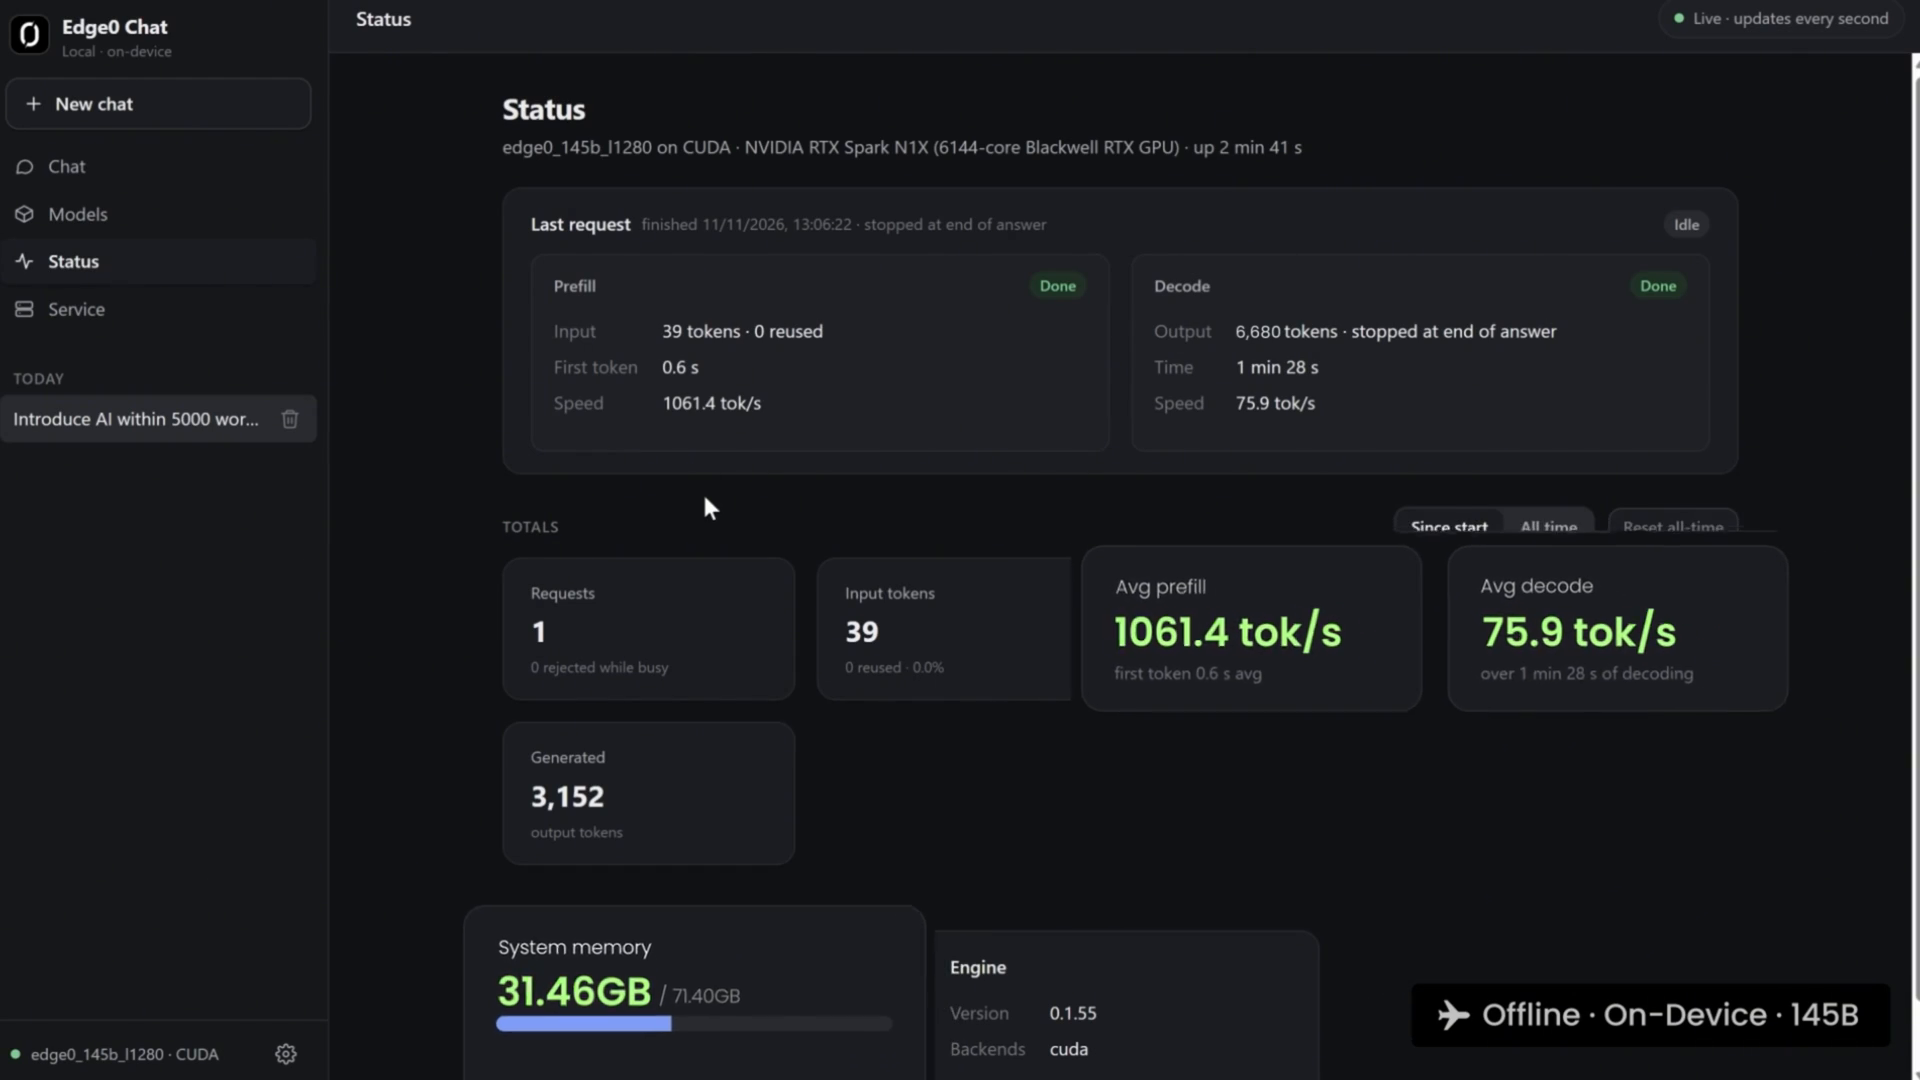 Edge0 Chat
Local · on-device
New chat
Chat
Models
Status
Service
TODAY
Introduce AI within 5000 wor...
edge0_145b_l1280 · CUDA
Status
Live · updates every second
Status
edge0_145b_l1280 on CUDA · NVIDIA RTX Spark N1X (6144-core Blackwell RTX GPU) · up 2 min 41 s
Last request finished 11/11/2026, 13:06:22 · stopped at end of answer
Idle
Prefill
Done
Input 39 tokens · 0 reused
First token 0.6 s
Speed 1061.4 tok/s
Decode
Done
Output 6,680 tokens · stopped at end of answer
Time 1 min 28 s
Speed 75.9 tok/s
TOTALS
Since start
All time
Reset all-time
Requests
1
0 rejected while busy
Input tokens
39
0 reused · 0.0%
Avg prefill
1061.4 tok/s
first token 0.6 s avg
Avg decode
75.9 tok/s
over 1 min 28 s of decoding
Generated
3,152
output tokens
System memory
31.46GB / 71.40GB
Engine
Version 0.1.55
Backends cuda
Offline · On-Device · 145B